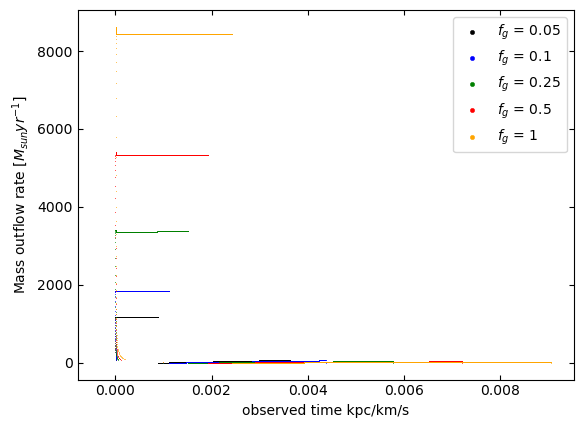 8000
6000
4000
2000
0
Mass outflow rate [M_{sun}yr^{-1}]
0.000 0.002 0.004 0.006 0.008
observed time kpc/km/s
f_g = 0.05
f_g = 0.1
f_g = 0.25
f_g = 0.5
f_g = 1